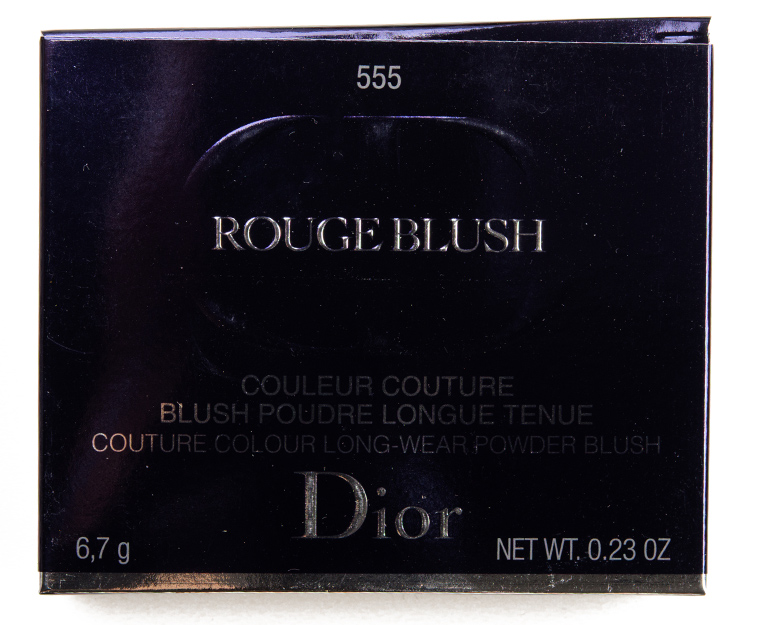 555
ROUGE BLUSH
COULEUR COUTURE
BLUSH POUDRE LONGUE TENUE
COUTURE COLOUR LONG-WEAR POWDER BLUSH
Dior
6,7 g NET WT. 0.23 OZ